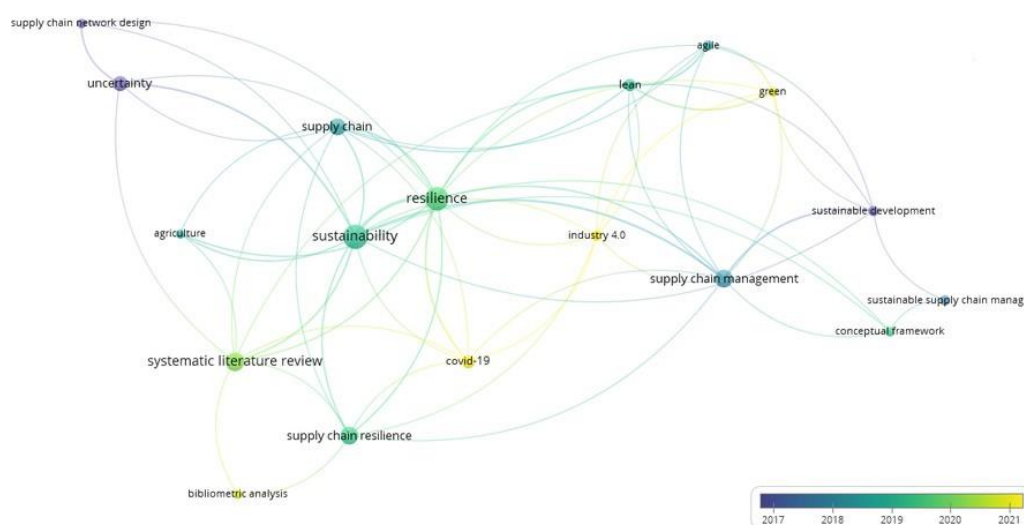 supply chain network design
agile
uncertainty
lean
green
supply chain
resilience
sustainable development
agriculture
sustainability
industry 4.0
supply chain management
sustainable supply chain manag
conceptual framework
systematic literature review
covid-19
supply chain resilience
bibliometric analysis
2017 2018 2019 2020 2021